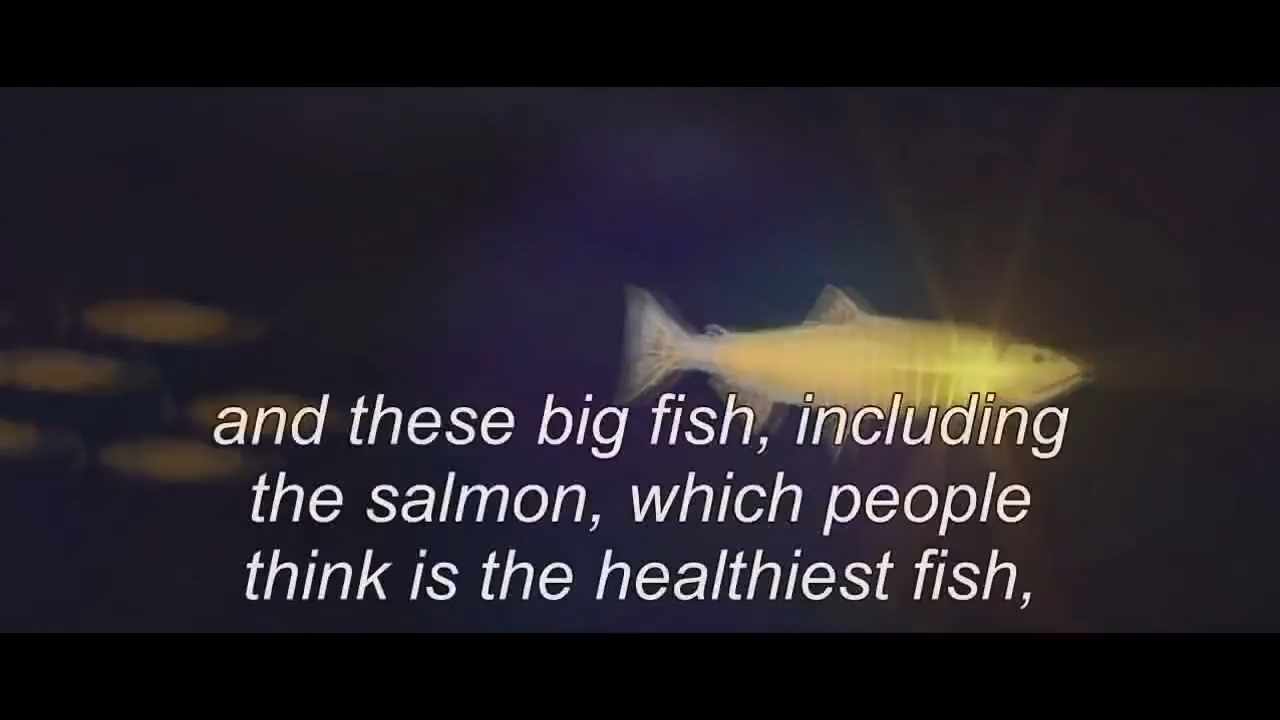 and these big fish, including
the salmon, which people
think is the healthiest fish,